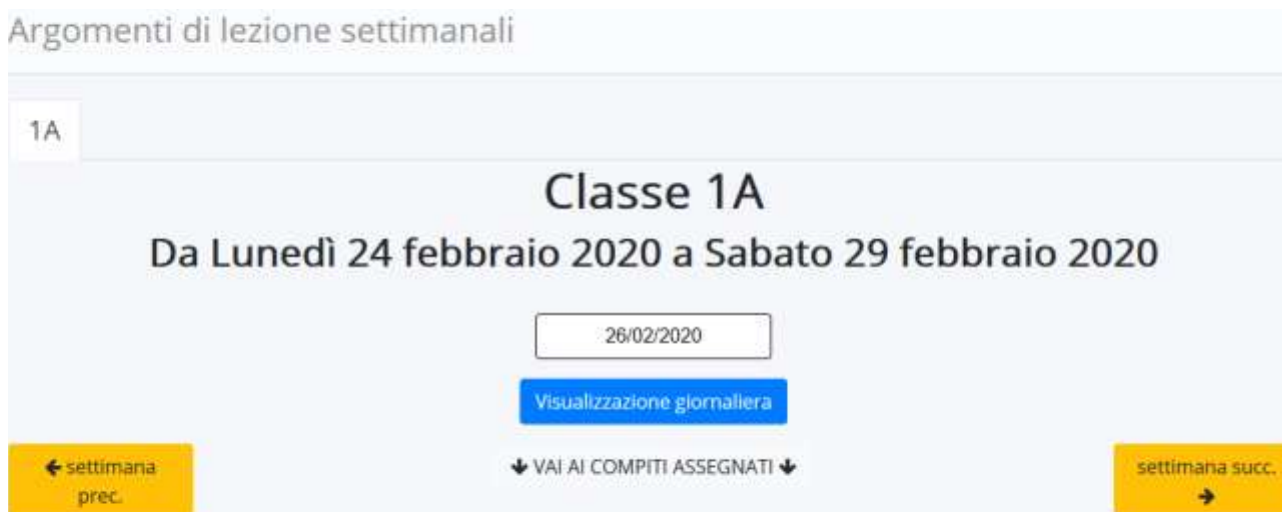 Argomenti di lezione settimanali
1A
Classe 1A
Da Lunedì 24 febbraio 2020 a Sabato 29 febbraio 2020
26/02/2020
Visualizzazione giornaliera
← settimana
prec.
↓ VAI AI COMPITI ASSEGNATI ↓
settimana succ.
→